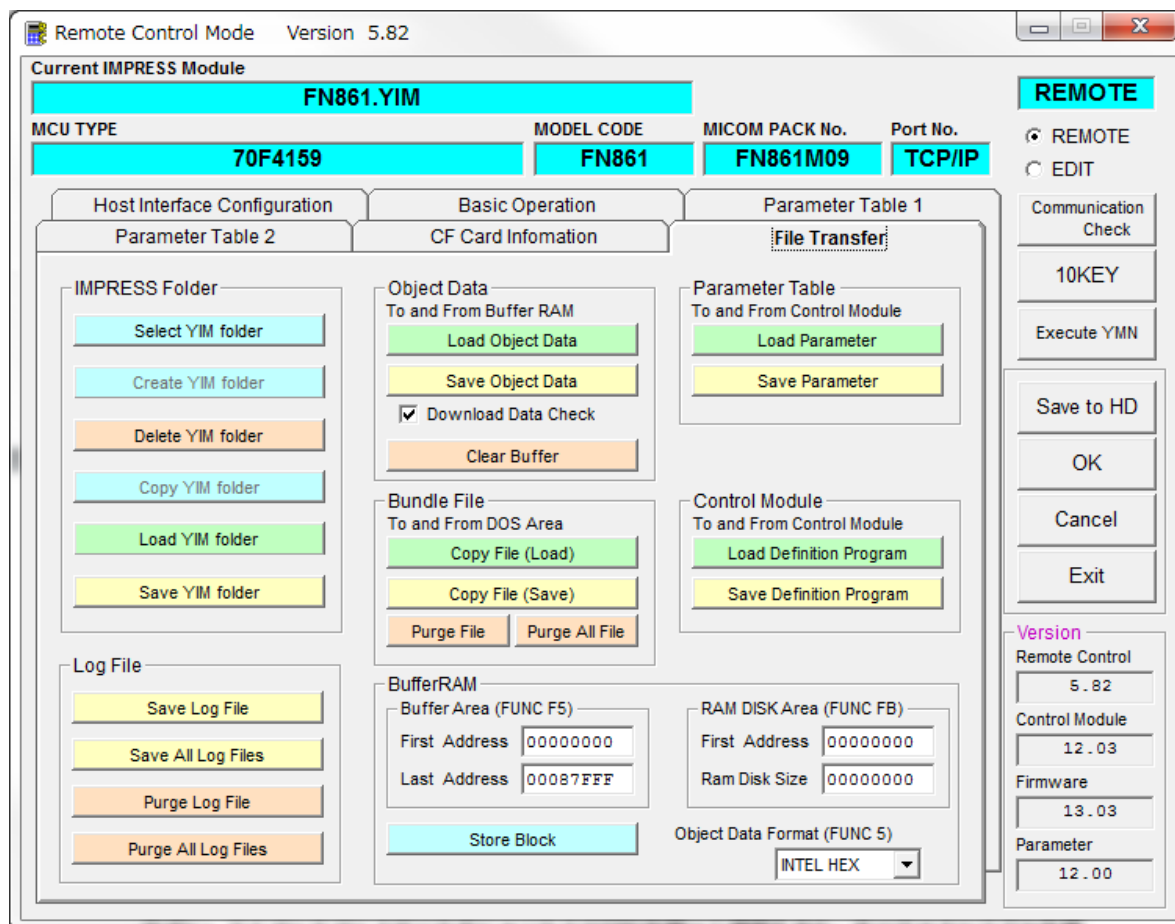 Remote Control Mode Version 5.82
Current IMPRESS Module
FN861.YIM
REMOTE
MCU TYPE MODEL CODE MICOM PACK No. Port No.
70F4159 FN861 FN861M09 TCP/IP
REMOTE
EDIT
Host Interface Configuration Basic Operation Parameter Table 1
Parameter Table 2 CF Card Infomation File Transfer
Communication
Check
10KEY
Execute YMN
Save to HD
OK
Cancel
Exit
IMPRESS Folder
Select YIM folder
Create YIM folder
Delete YIM folder
Copy YIM folder
Load YIM folder
Save YIM folder
Object Data
To and From Buffer RAM
Load Object Data
Save Object Data
Download Data Check
Clear Buffer
Parameter Table
To and From Control Module
Load Parameter
Save Parameter
Bundle File
To and From DOS Area
Copy File (Load)
Copy File (Save)
Purge File Purge All File
Control Module
To and From Control Module
Load Definition Program
Save Definition Program
Log File
Save Log File
Save All Log Files
Purge Log File
Purge All Log Files
BufferRAM
Buffer Area (FUNC F5)
First Address 00000000
Last Address 00087FFF
RAM DISK Area (FUNC FB)
First Address 00000000
Ram Disk Size 00000000
Store Block
Object Data Format (FUNC 5)
INTEL HEX
Version
Remote Control
5.82
Control Module
12.03
Firmware
13.03
Parameter
12.00